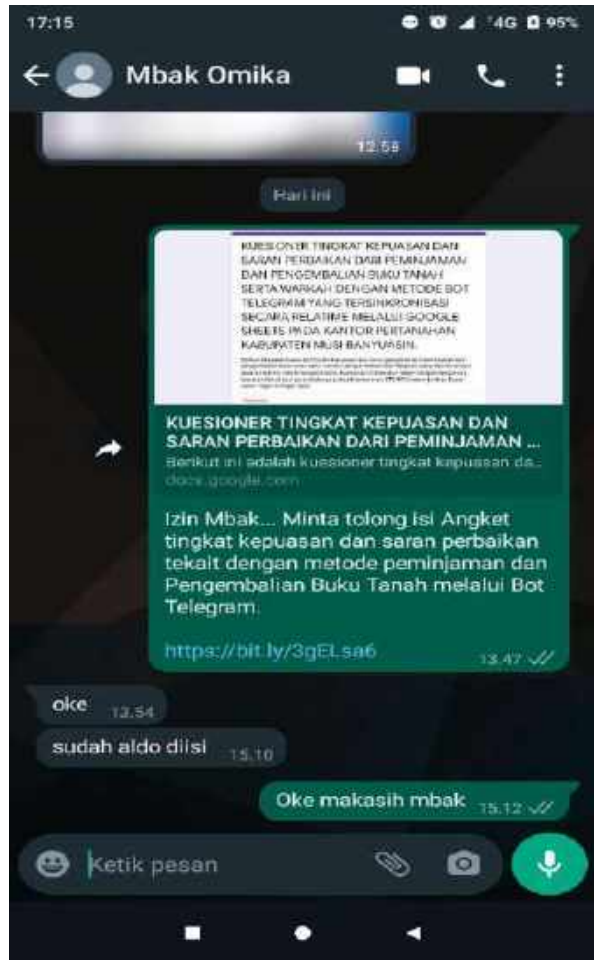 17:15
4G 95%
Mbak Omika
12.58
Hari ini
KUESIONER TINGKAT KEPUASAN DAN
SARAN PERBAIKAN DARI PEMINJAMAN
DAN PENGEMBALIAN BUKU TANAH
SERTA WARKAH DENGAN METODE BOT
TELEGRAM YANG TERSINKRONISASI
SECARA RELATIME MELALUI GOOGLE
SHEETS PADA KANTOR PERTANAHAN
KABUPATEN MUSI BANYUASIN.
KUESIONER TINGKAT KEPUASAN DAN
SARAN PERBAIKAN DARI PEMINJAMAN ...
Berikut ini adalah kuesioner tingkat kepuasan da...
docs.google.com
Izin Mbak... Minta tolong isi Angket
tingkat kepuasan dan saran perbaikan
tekait dengan metode peminjaman dan
Pengembalian Buku Tanah melalui Bot
Telegram.
https://bit.ly/3gELsa6
13.47
oke
13.54
sudah aldo diisi
15.10
Oke makasih mbak
15.12
Ketik pesan